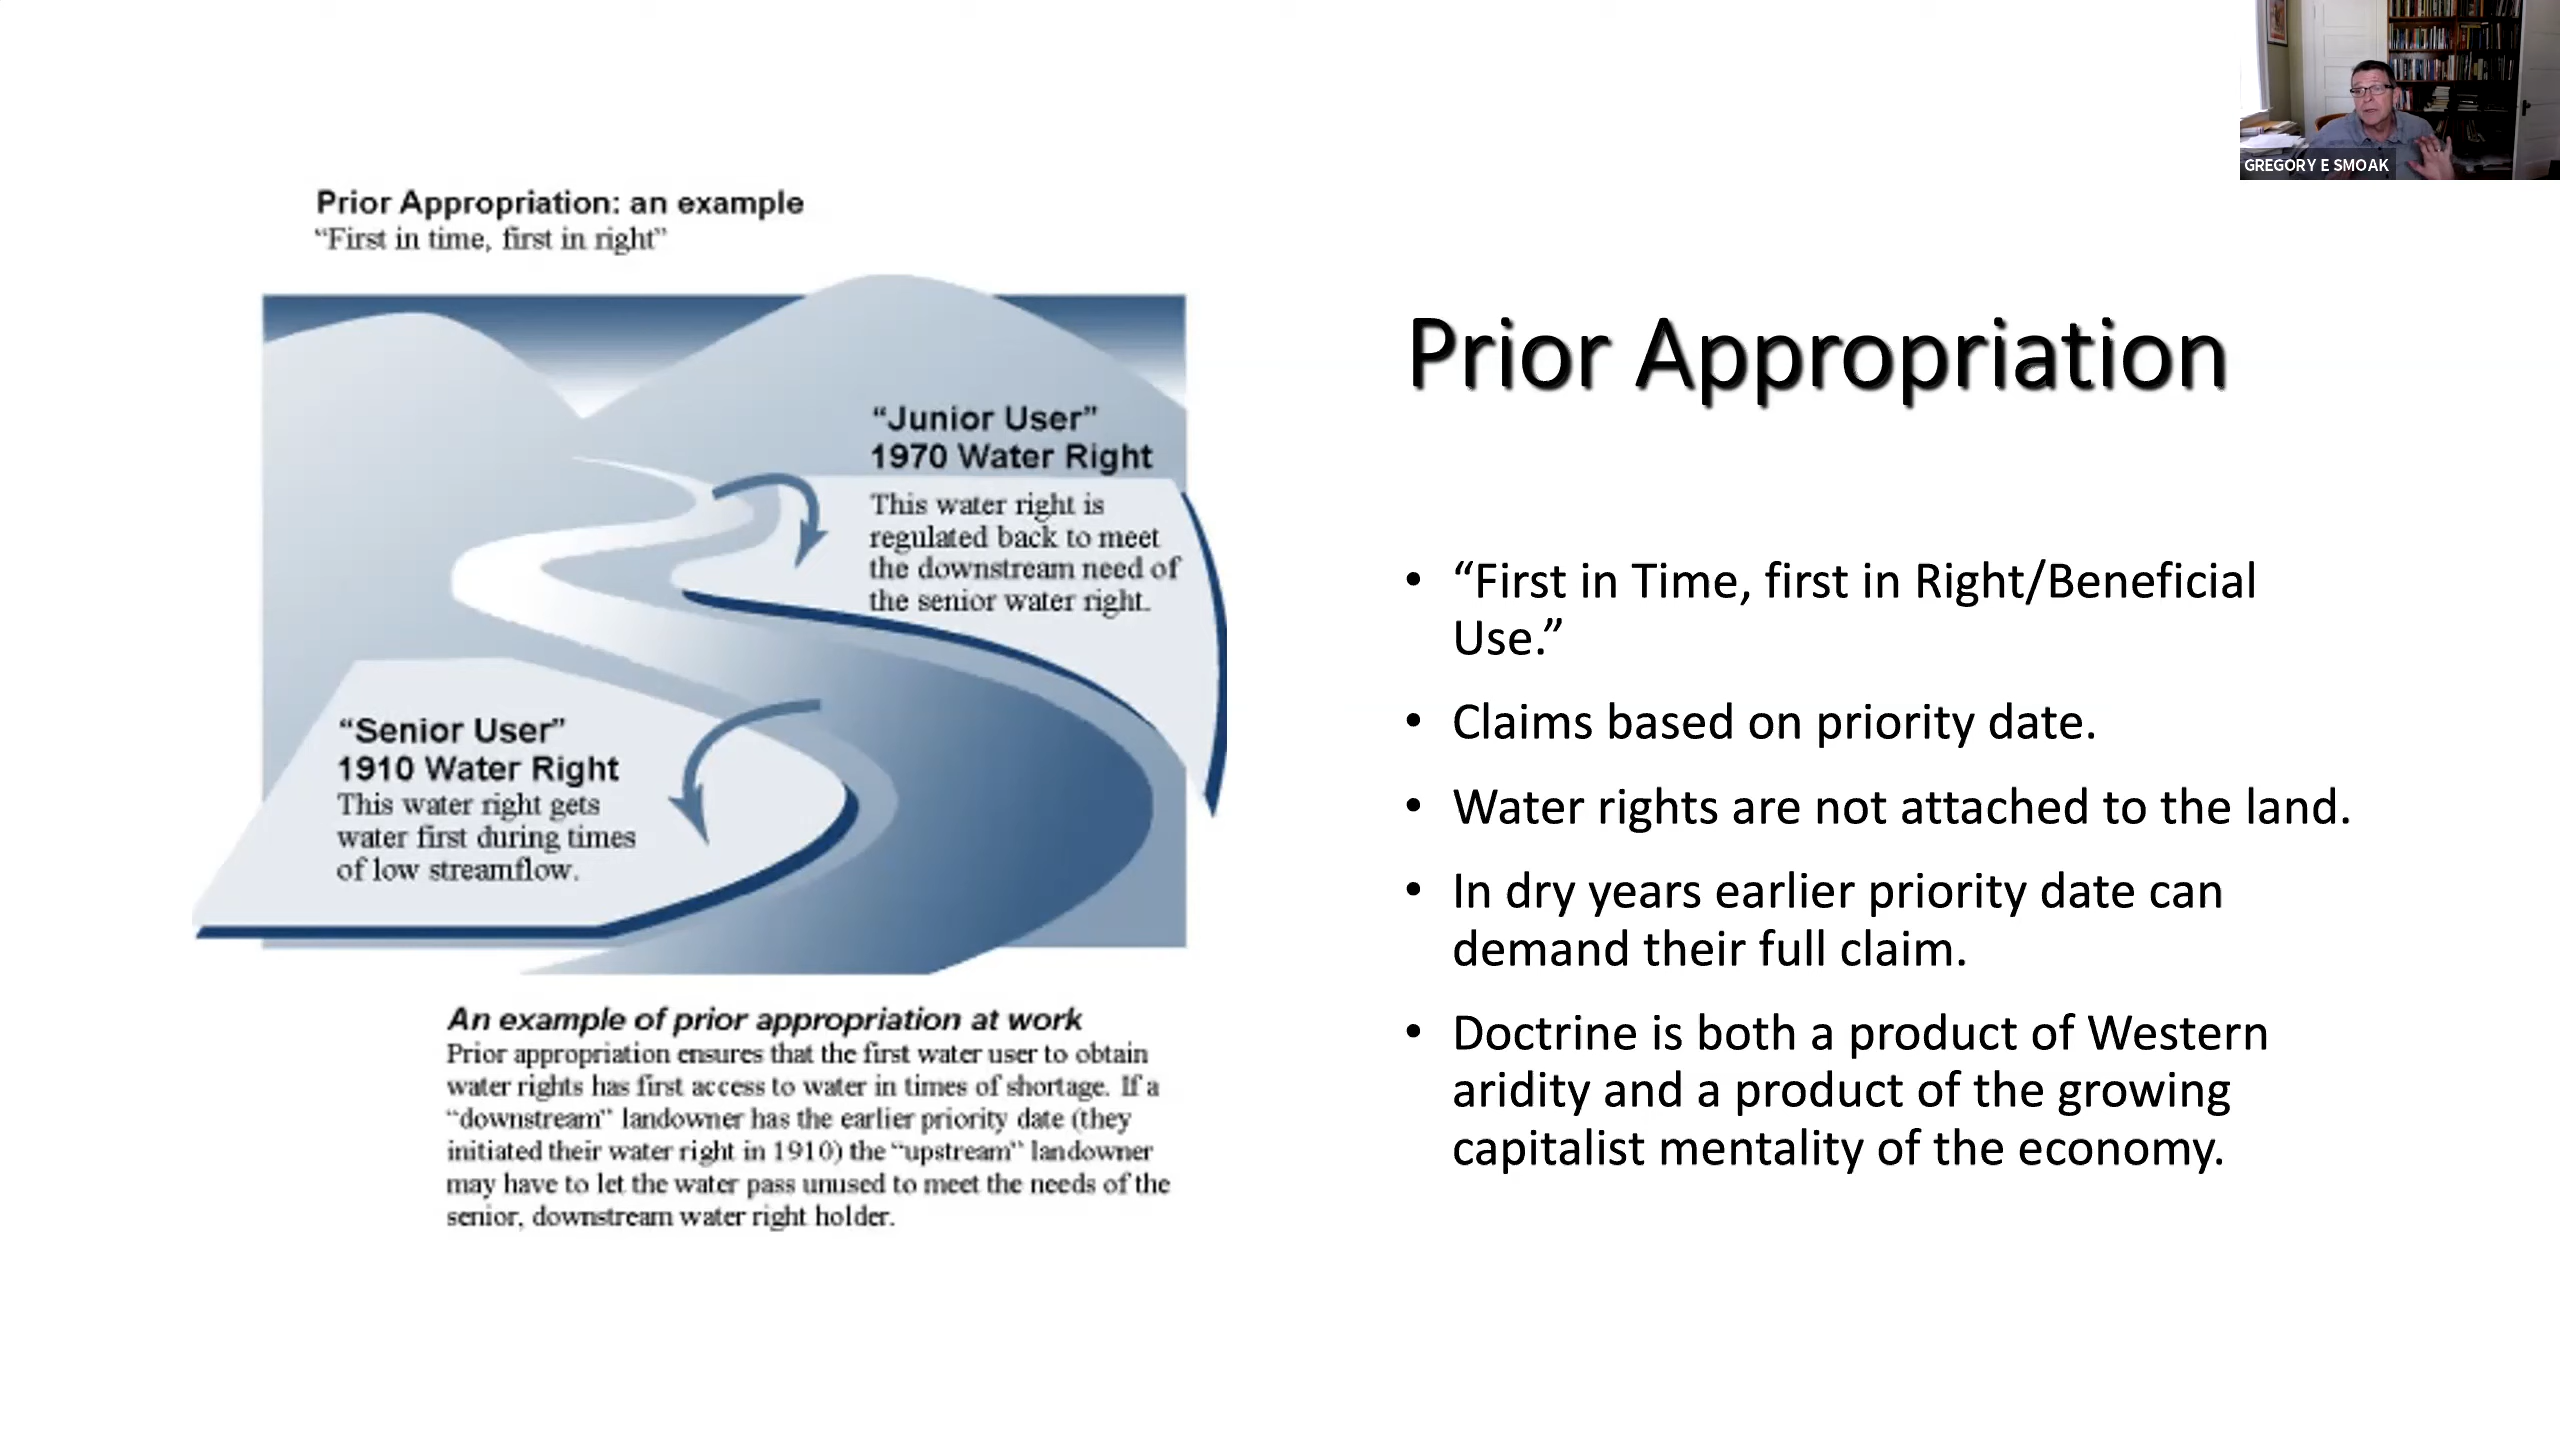 Prior Appropriation: an example
“First in time, first in right”
“Junior User”
1970 Water Right
This water right is
regulated back to meet
the downstream need of
the senior water right.
“Senior User”
1910 Water Right
This water right gets
water first during times
of low streamflow.
An example of prior appropriation at work
Prior appropriation ensures that the first water user to obtain
water rights has first access to water in times of shortage. If a
“downstream” landowner has the earlier priority date (they
initiated their water right in 1910) the “upstream” landowner
may have to let the water pass unused to meet the needs of the
senior, downstream water right holder.
Prior Appropriation
• “First in Time, first in Right/Beneficial
Use.”
• Claims based on priority date.
• Water rights are not attached to the land.
• In dry years earlier priority date can
demand their full claim.
• Doctrine is both a product of Western
aridity and a product of the growing
capitalist mentality of the economy.
GREGORY E SMOAK